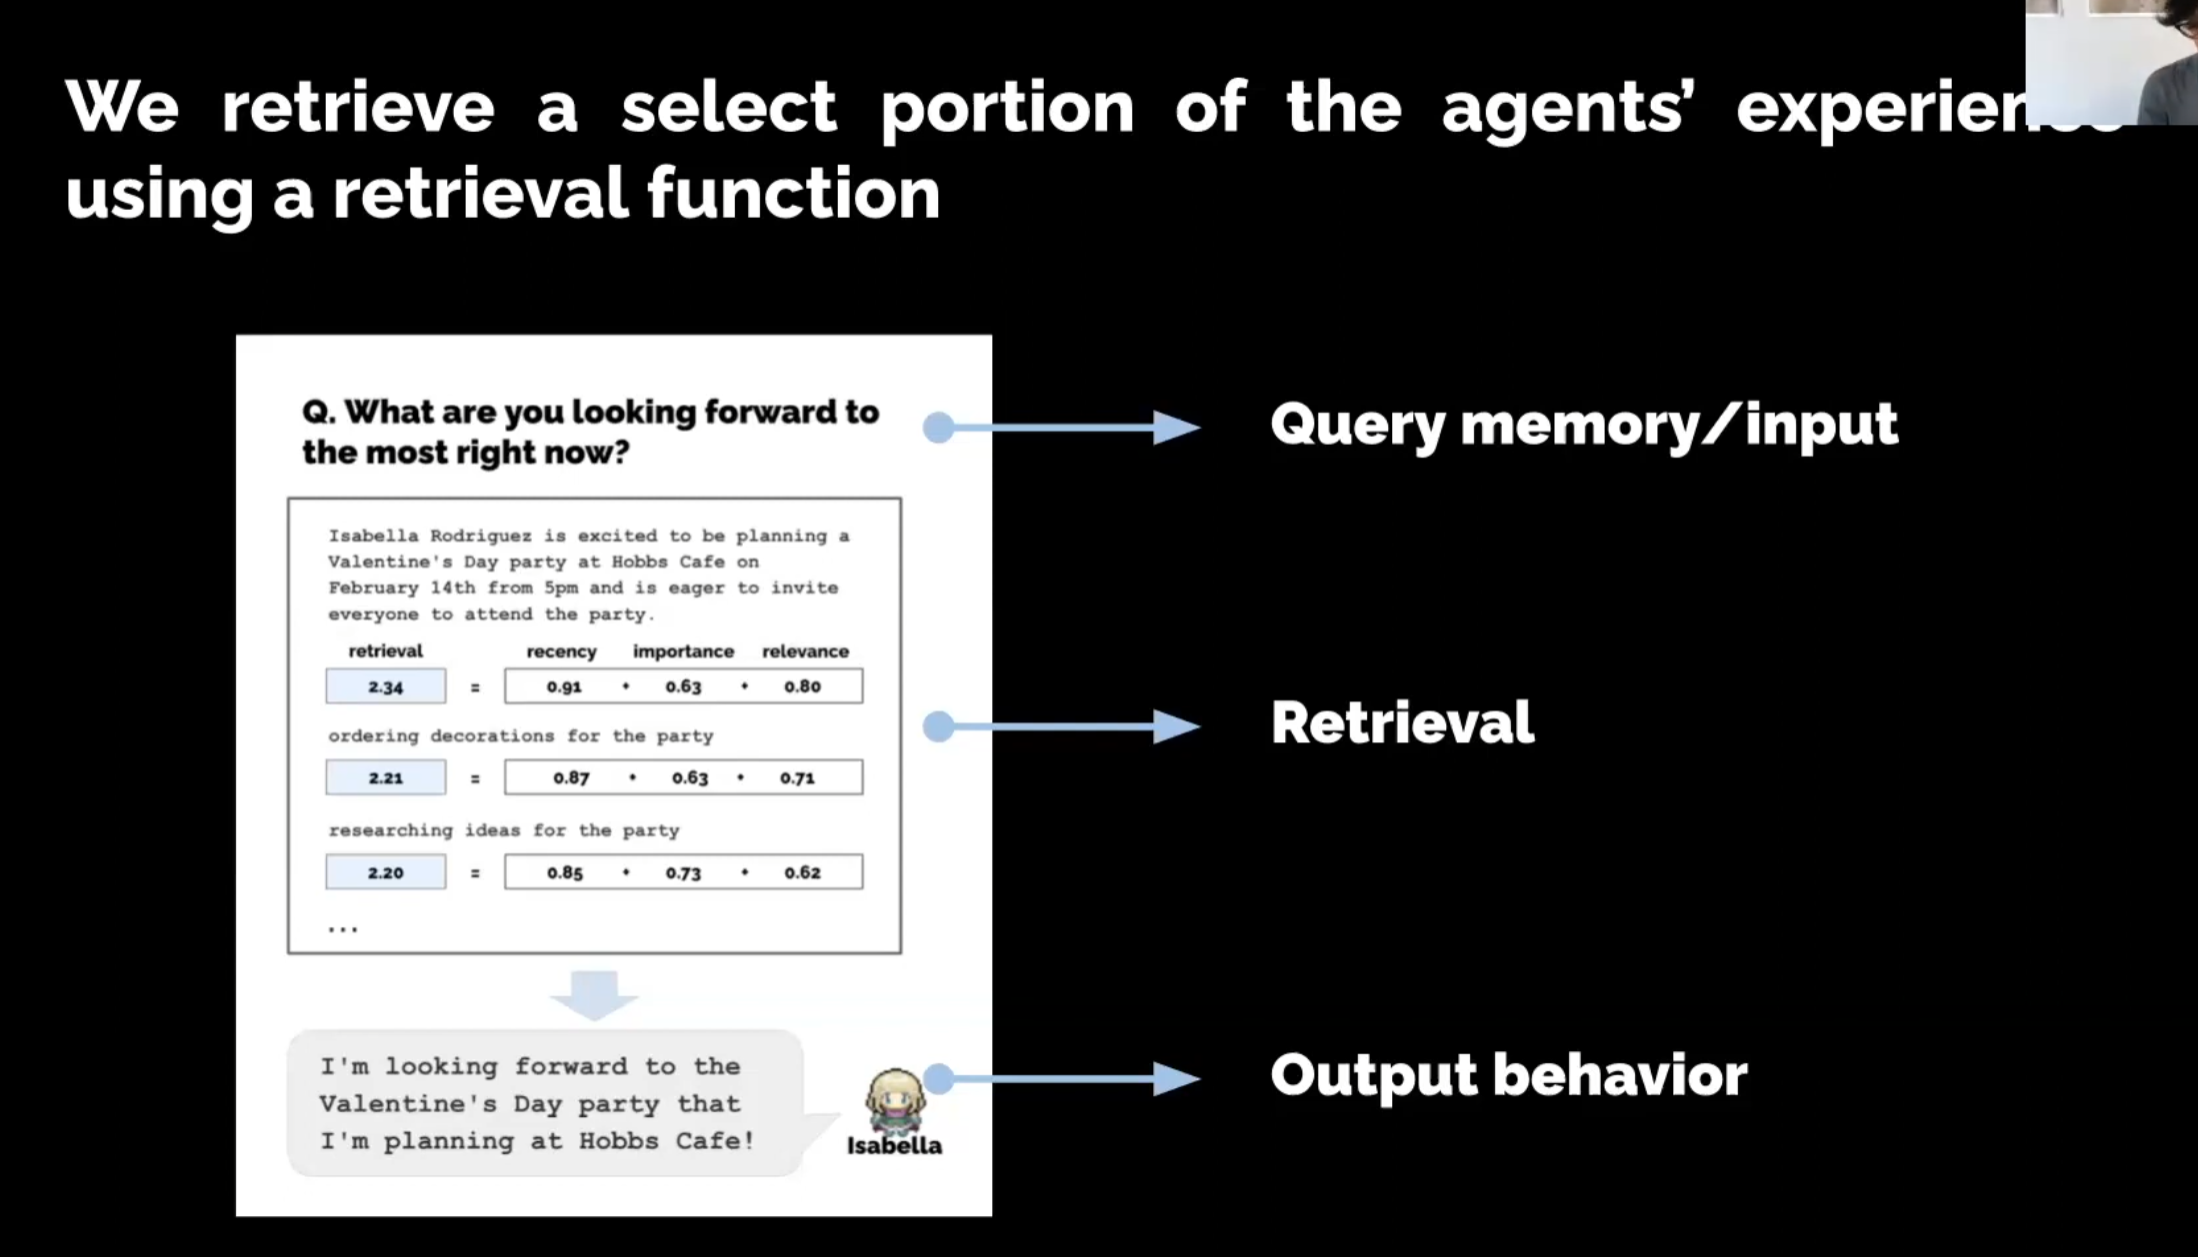 We retrieve a select portion of the agents’
using a retrieval function
Q. What are you looking forward to
the most right now?
Query memory/input
Isabella Rodriguez is excited to be planning a
Valentine's Day party at Hobbs Cafe on
February 14th from 5pm and is eager to invite
everyone to attend the party.
retrieval recency importance relevance
2.34 = 0.91 + 0.63 + 0.80
Retrieval
ordering decorations for the party
2.21 = 0.87 + 0.63 + 0.71
researching ideas for the party
2.20 = 0.85 + 0.73 + 0.62
...
I'm looking forward to the
Valentine's Day party that
I'm planning at Hobbs Cafe!
Isabella
Output behavior